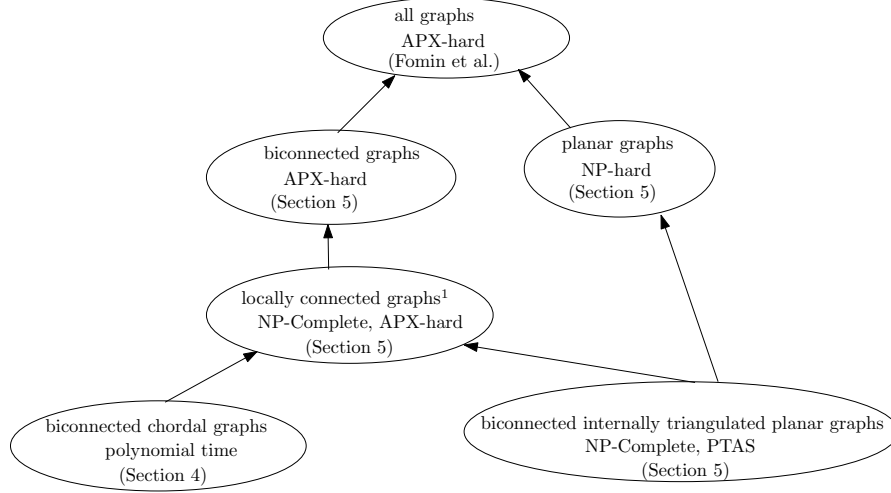 all graphs
APX-hard
(Fomin et al.)
biconnected graphs
APX-hard
(Section 5)
planar graphs
NP-hard
(Section 5)
locally connected graphs¹
NP-Complete, APX-hard
(Section 5)
biconnected chordal graphs
polynomial time
(Section 4)
biconnected internally triangulated planar graphs
NP-Complete, PTAS
(Section 5)